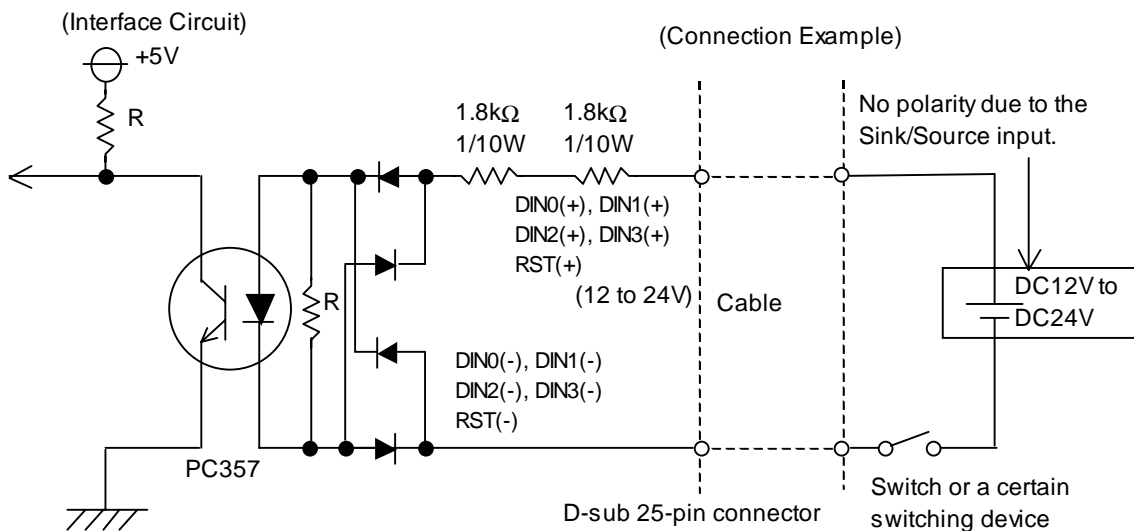 (Interface Circuit)
+5V
R
(Connection Example)
1.8kΩ
1/10W
1.8kΩ
1/10W
No polarity due to the
Sink/Source input.
DIN0(+), DIN1(+)
DIN2(+), DIN3(+)
RST(+)
(12 to 24V)
Cable
DC12V to
DC24V
R
DIN0(-), DIN1(-)
DIN2(-), DIN3(-)
RST(-)
PC357
D-sub 25-pin connector
Switch or a certain
switching device